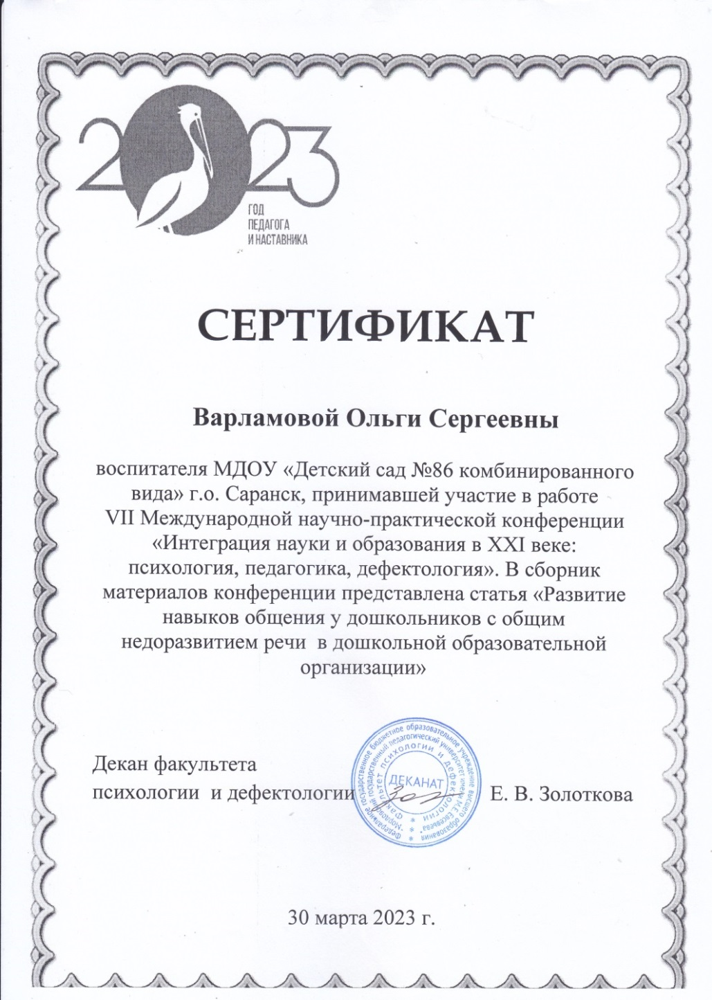 2023
ГОД
ПЕДАГОГА
И НАСТАВНИКА
СЕРТИФИКАТ
Варламовой Ольги Сергеевны
воспитателя МДОУ «Детский сад №86 комбинированного
вида» г.о. Саранск, принимавшей участие в работе
VII Международной научно-практической конференции
«Интеграция науки и образования в XXI веке:
психология, педагогика, дефектология». В сборник
материалов конференции представлена статья «Развитие
навыков общения у дошкольников с общим
недоразвитием речи  в дошкольной образовательной
организации»
Декан факультета
психологии  и дефектологии
Е. В. Золоткова
Федеральное государственное бюджетное образовательное учреждение высшего образования
государственный педагогический университет имени М.Е. Евсевьева"
Факультет психологии и дефектологии
ДЕКАНАТ
30 марта 2023 г.